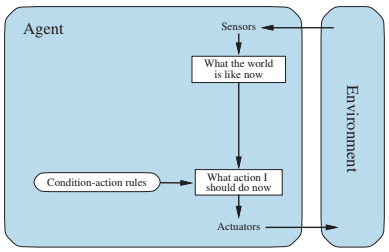 Agent
Sensors
What the world
is like now
Environment
Condition-action rules
What action I
should do now
Actuators